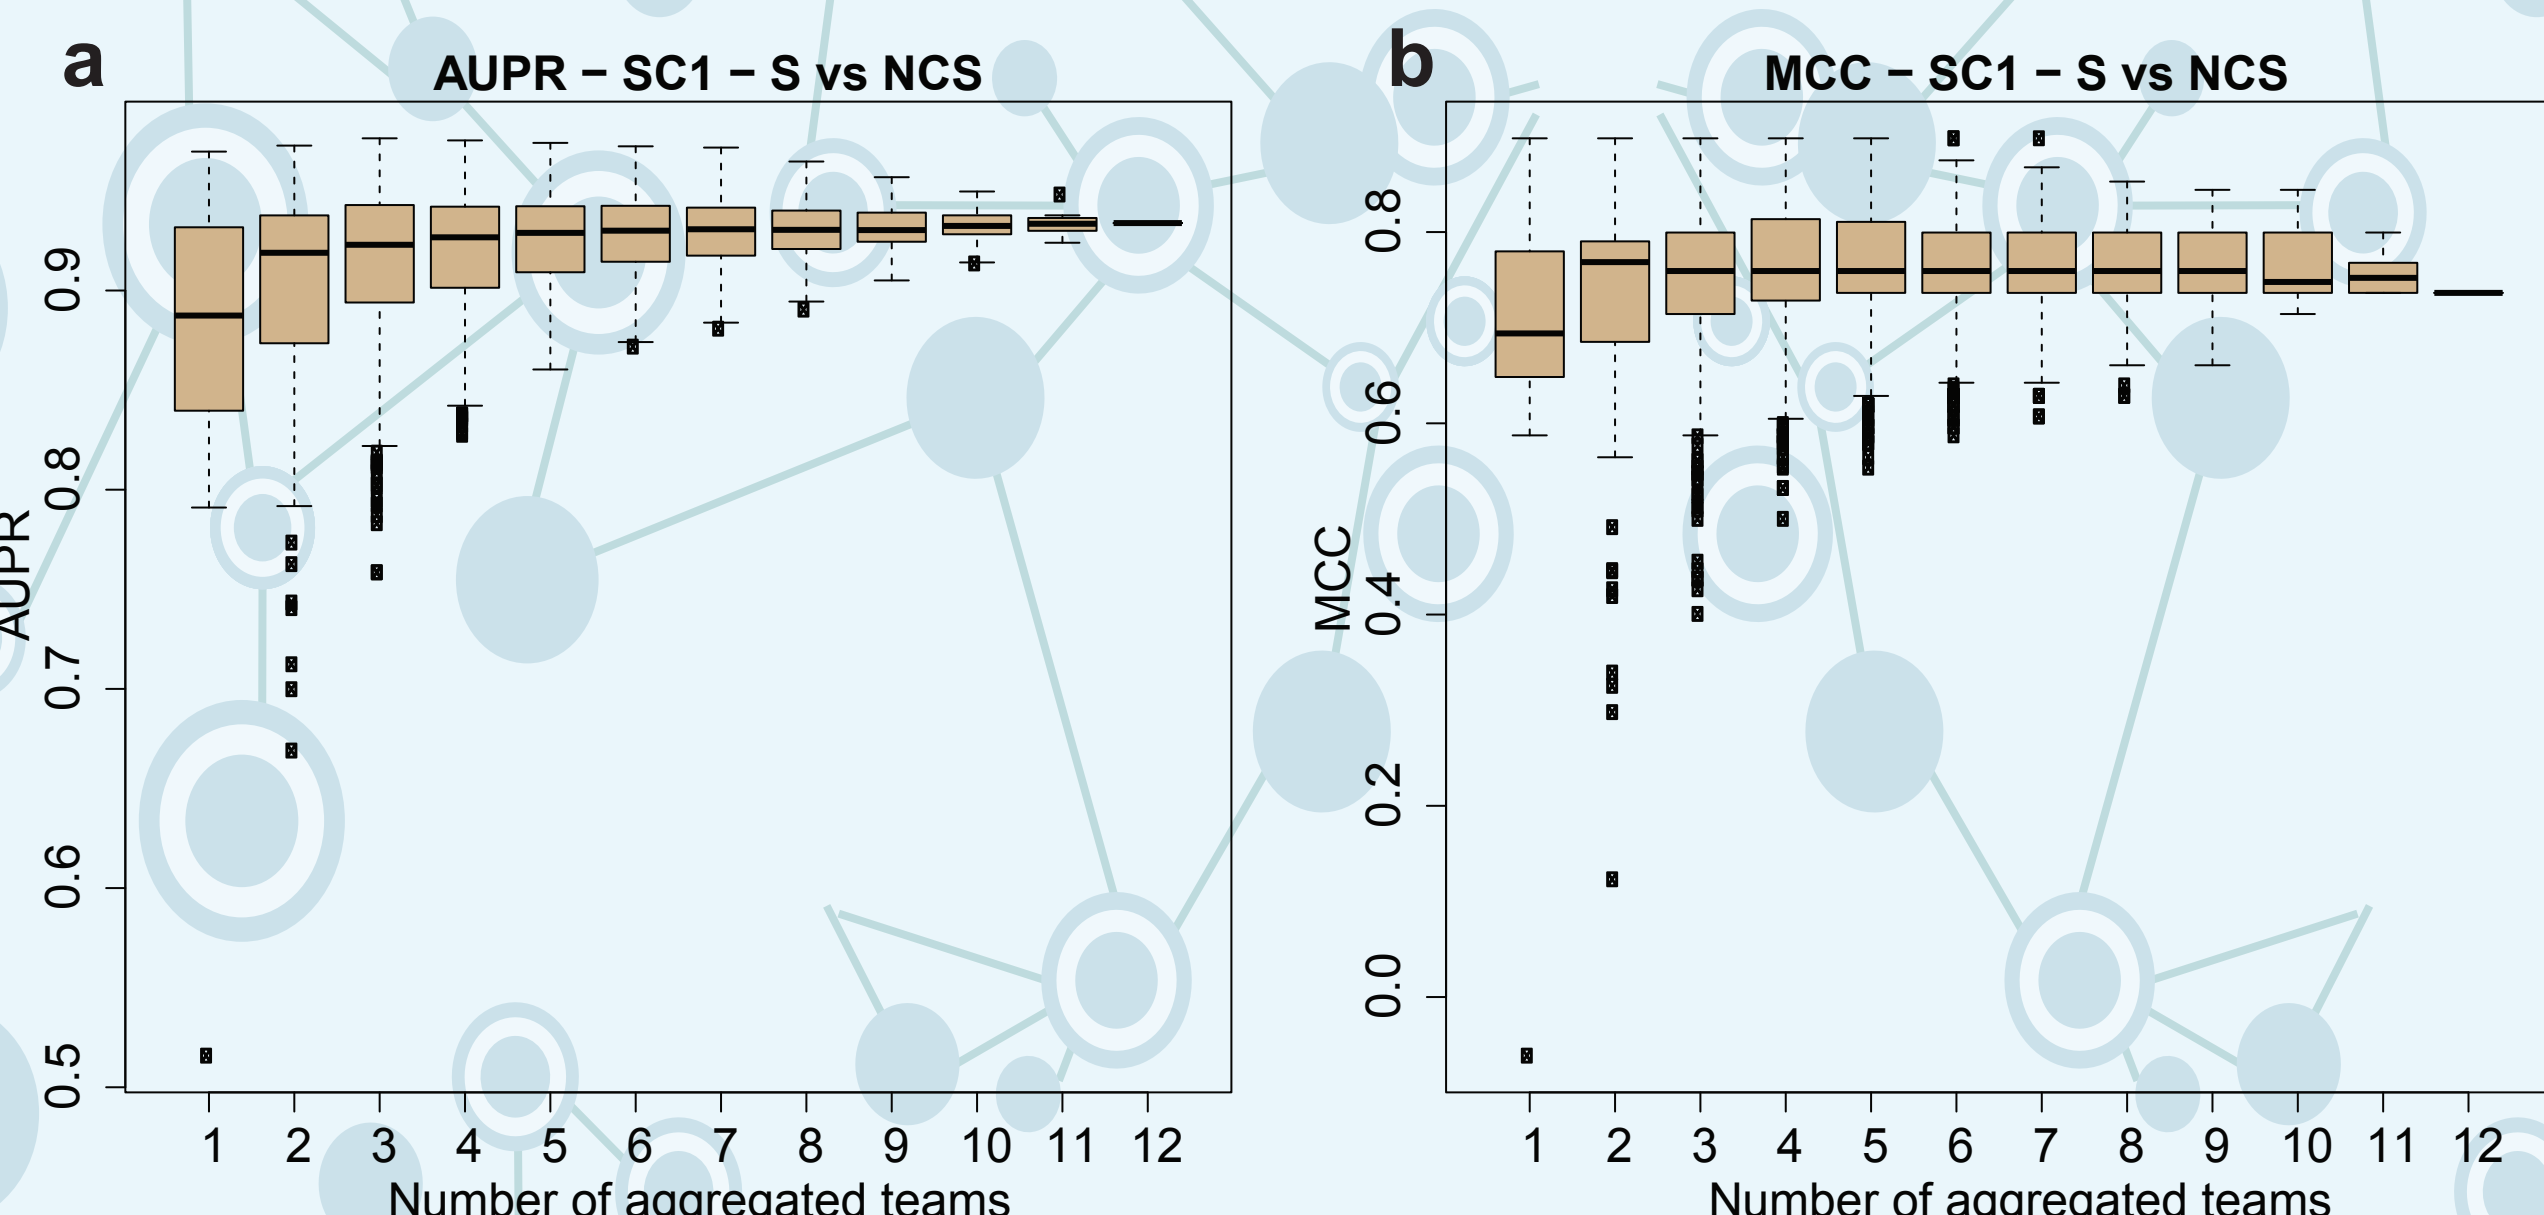 a
AUPR − SC1 − S vs NCS
0.9
0.8
0.7
0.6
0.5
AUPR
1 2 3 4 5 6 7 8 9 10 11 12
Number of aggregated teams
b
MCC − SC1 − S vs NCS
0.8
0.6
0.4
0.2
0.0
MCC
1 2 3 4 5 6 7 8 9 10 11 12
Number of aggregated teams